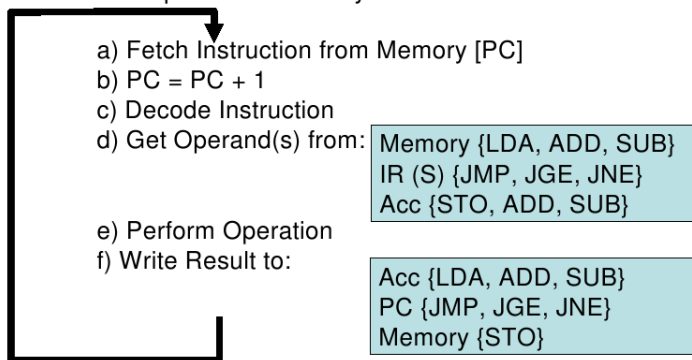 a) Fetch Instruction from Memory [PC]
b) PC = PC + 1
c) Decode Instruction
d) Get Operand(s) from:
Memory {LDA, ADD, SUB}
IR (S) {JMP, JGE, JNE}
Acc {STO, ADD, SUB}
e) Perform Operation
f) Write Result to:
Acc {LDA, ADD, SUB}
PC {JMP, JGE, JNE}
Memory {STO}